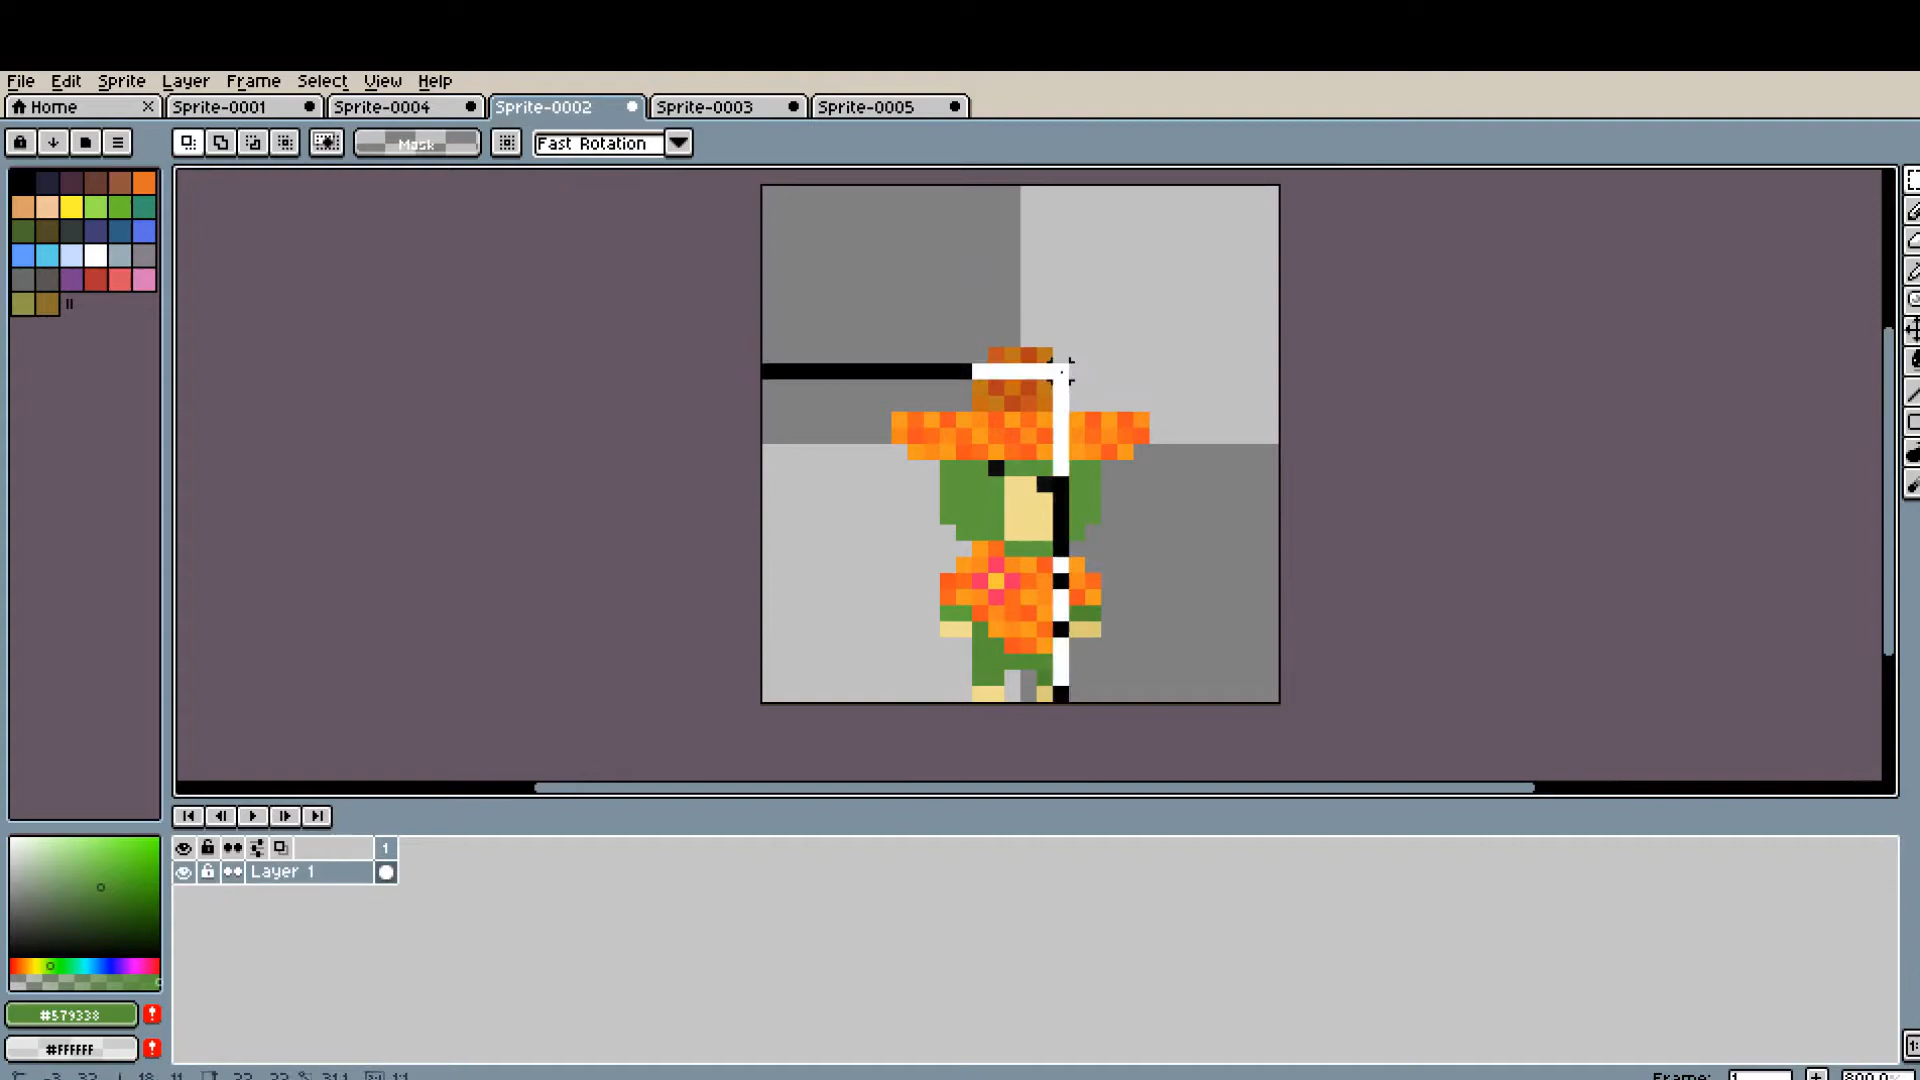 File Edit Sprite Layer Frame Select View Help
Home Sprite-0001 Sprite-0004 Sprite-0002 Sprite-0003 Sprite-0005
Mask Fast Rotation
1
Layer 1
#579338
#FFFFFF
Frame: